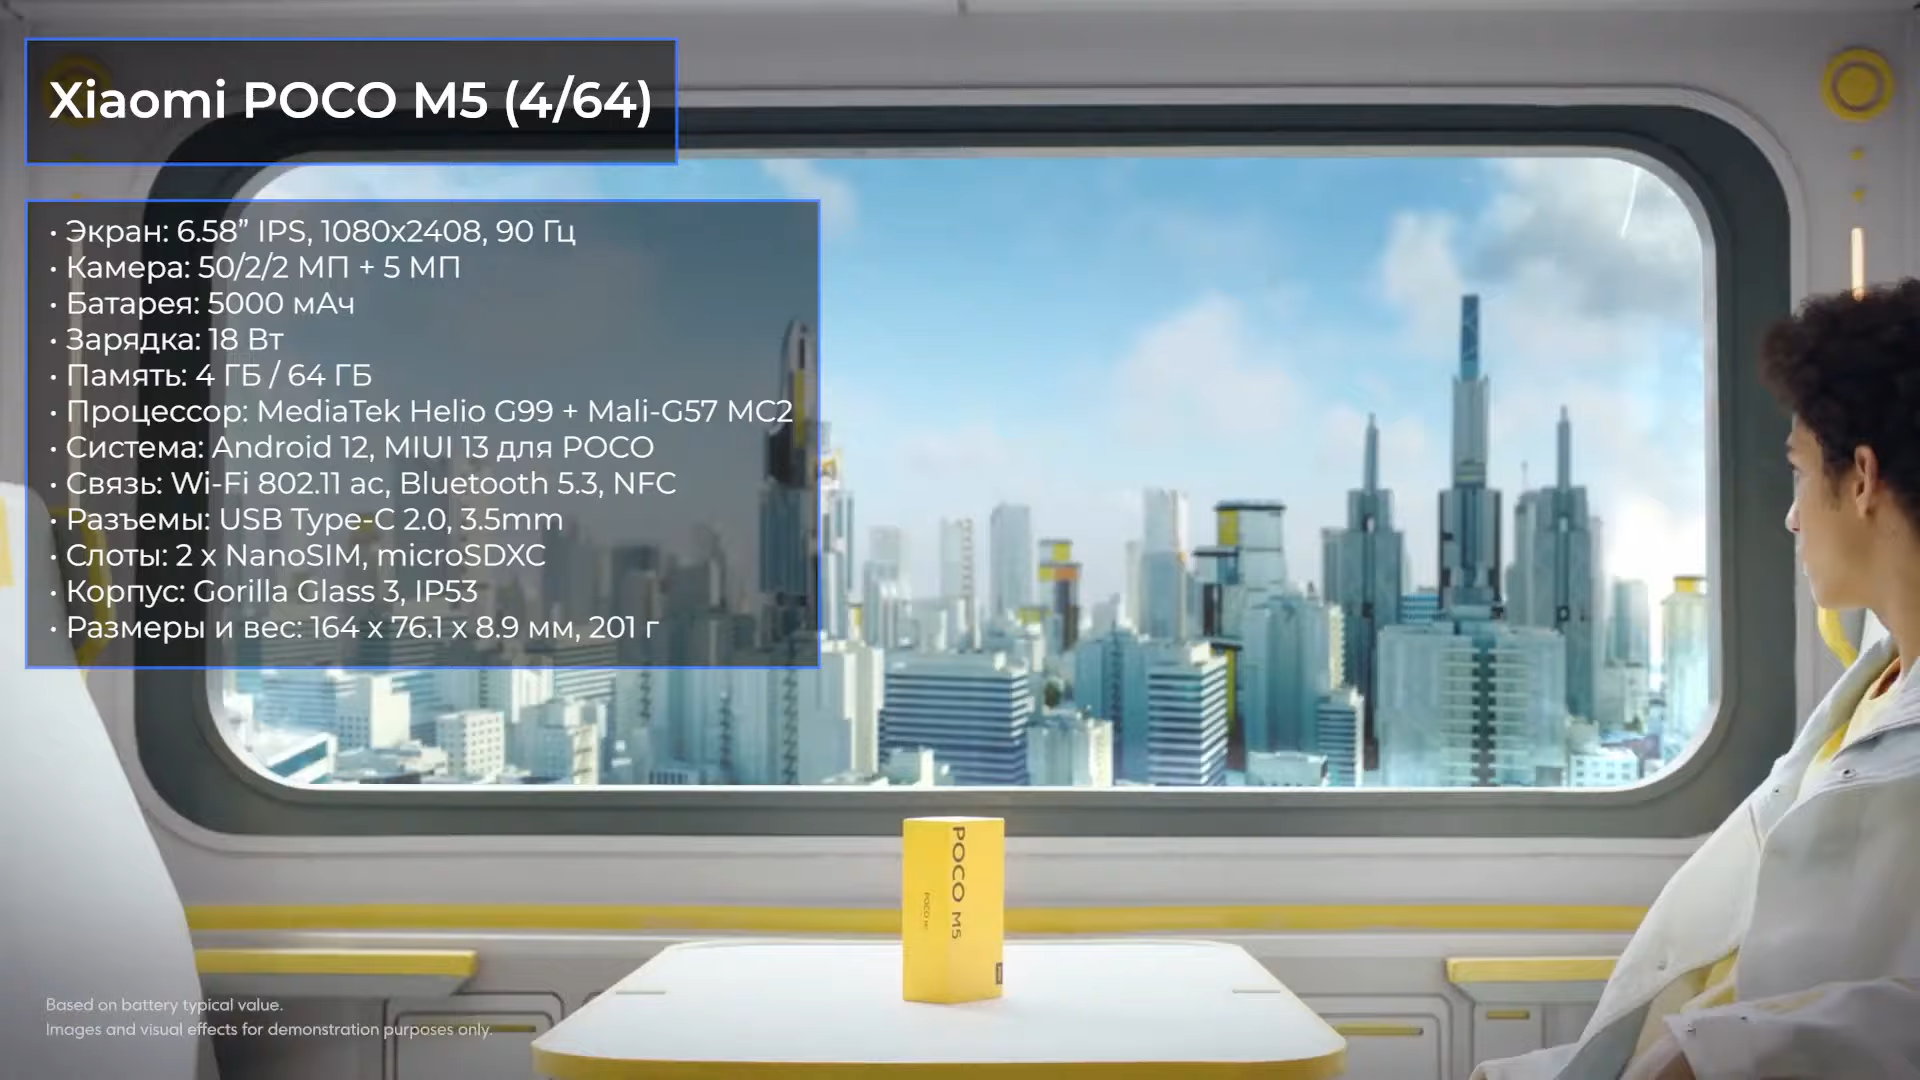 Xiaomi POCO M5 (4/64)
• Экран: 6.58” IPS, 1080x2408, 90 Гц
• Камера: 50/2/2 МП + 5 МП
• Батарея: 5000 мАч
• Зарядка: 18 Вт
• Память: 4 ГБ / 64 ГБ
• Процессор: MediaTek Helio G99 + Mali-G57 MC2
• Система: Android 12, MIUI 13 для POCO
• Связь: Wi-Fi 802.11 ac, Bluetooth 5.3, NFC
• Разъемы: USB Type-C 2.0, 3.5mm
• Слоты: 2 x NanoSIM, microSDXC
• Корпус: Gorilla Glass 3, IP53
• Размеры и вес: 164 x 76.1 x 8.9 мм, 201 г
POCO M5
POCO M5
Based on battery typical value.
Images and visual effects for demonstration purposes only.